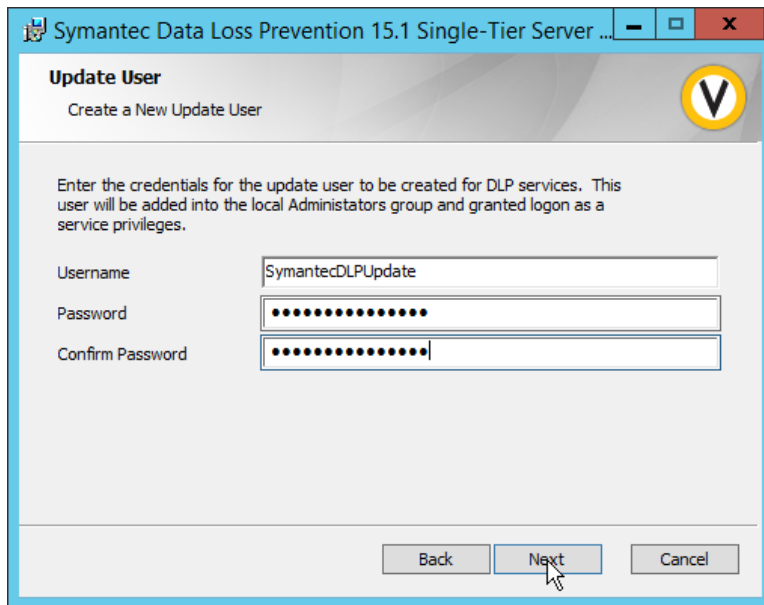 Symantec Data Loss Prevention 15.1 Single-Tier Server ...
Update User
Create a New Update User
Enter the credentials for the update user to be created for DLP services. This
user will be added into the local Administators group and granted logon as a
service privileges.
Username
SymantecDLPUpdate
Password
●●●●●●●●●●●●●●●
Confirm Password
●●●●●●●●●●●●●●●
Back
Next
Cancel